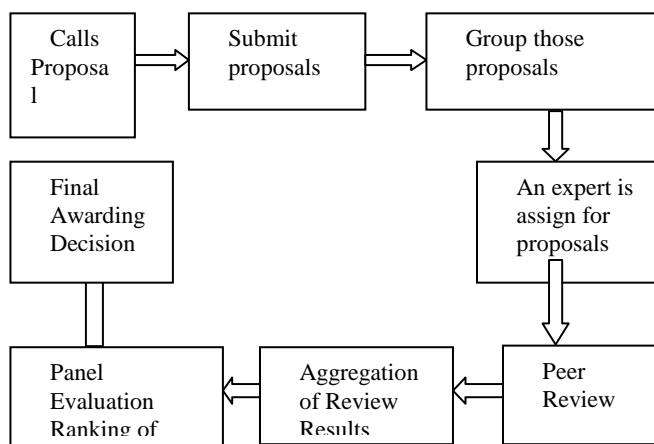 Calls
Proposa
l
Submit
proposals
Group those
proposals
An expert is
assign for
proposals
Peer
Review
Aggregation
of Review
Results
Panel
Evaluation
Ranking of
Final
Awarding
Decision